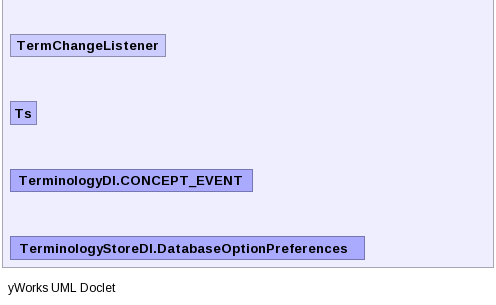 TermChangeListener
Ts
TerminologyDI.CONCEPT_EVENT
TerminologyStoreDI.DatabaseOptionPreferences
yWorks UML Doclet